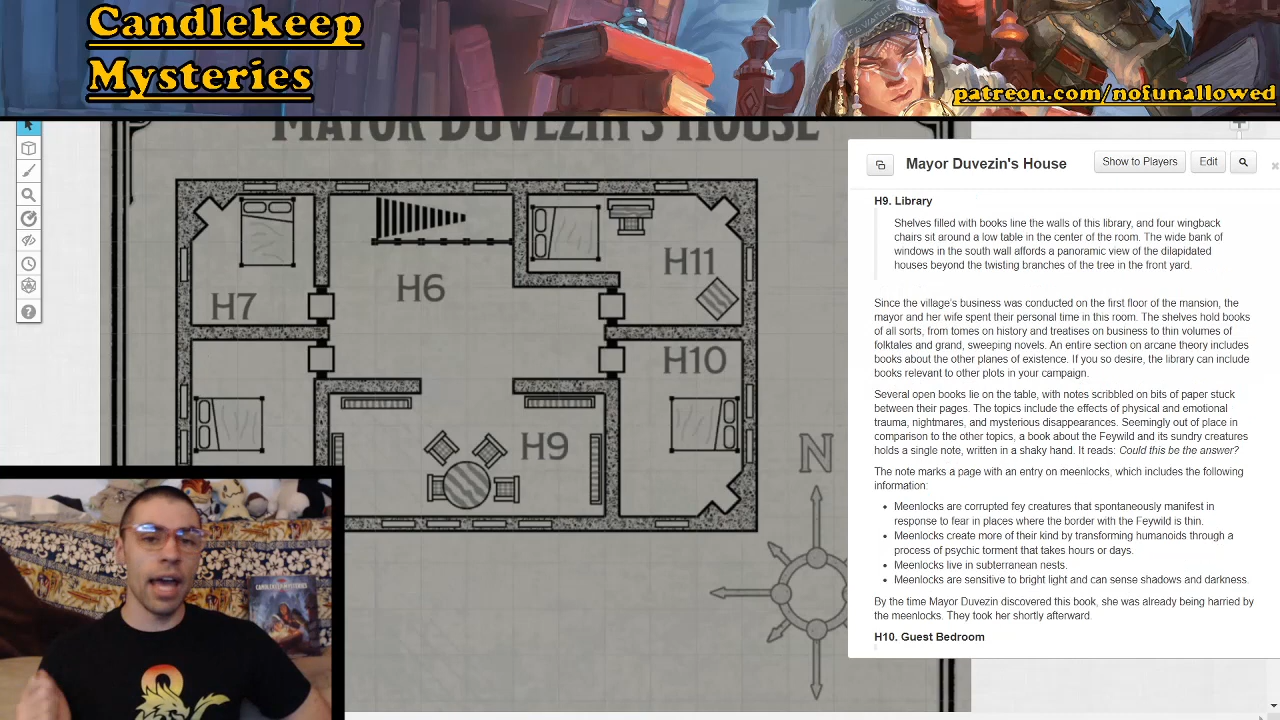 Candlekeep
Mysteries
patreon.com/nofunallowed
MAYOR DUVEZIN'S HOUSE
H7
H6
H11
H10
H9
N
CANDLEKEEP
MYSTERIES
Mayor Duvezin's House
Show to Players
Edit
H9. Library
Shelves filled with books line the walls of this library, and four wingback
chairs sit around a low table in the center of the room. The wide bank of
windows in the south wall affords a panoramic view of the dilapidated
houses beyond the twisting branches of the tree in the front yard.
Since the village's business was conducted on the first floor of the mansion, the
mayor and her wife spent their personal time in this room. The shelves hold books
of all sorts, from tomes on history and treatises on business to thin volumes of
folktales and grand, sweeping novels. An entire section on arcane theory includes
books about the other planes of existence. If you so desire, the library can include
books relevant to other plots in your campaign.
Several open books lie on the table, with notes scribbled on bits of paper stuck
between their pages. The topics include the effects of physical and emotional
trauma, nightmares, and mysterious disappearances. Seemingly out of place in
comparison to the other topics, a book about the Feywild and its sundry creatures
holds a single note, written in a shaky hand. It reads: Could this be the answer?
The note marks a page with an entry on meenlocks, which includes the following
information:
• Meenlocks are corrupted fey creatures that spontaneously manifest in
response to fear in places where the border with the Feywild is thin.
• Meenlocks create more of their kind by transforming humanoids through a
process of psychic torment that takes hours or days.
• Meenlocks live in subterranean nests.
• Meenlocks are sensitive to bright light and can sense shadows and darkness.
By the time Mayor Duvezin discovered this book, she was already being harried by
the meenlocks. They took her shortly afterward.
H10. Guest Bedroom